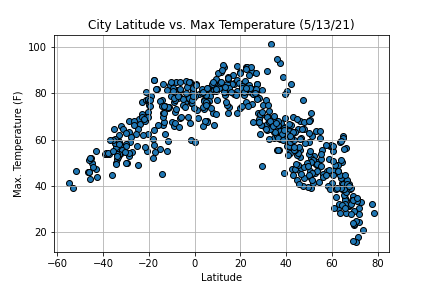 City Latitude vs. Max Temperature (5/13/21)
100
80
60
40
20
Max. Temperature (F)
−60 −40 −20 0 20 40 60 80
Latitude